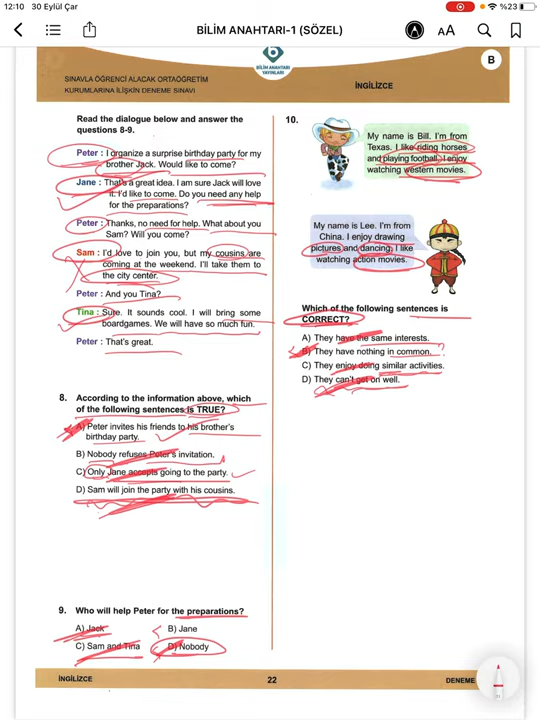 12:10 30 Eylül Çar
%23
BİLİM ANAHTARI-1 (SÖZEL)
AA
BİLİM ANAHTARI
YAYINLARI
B
SINAVLA ÖĞRENCİ ALACAK ORTAÖĞRETİM
KURUMLARINA İLİŞKİN DENEME SINAVI
İNGİLİZCE
Read the dialogue below and answer the
questions 8-9.
Peter : I organize a surprise birthday party for my
brother Jack. Would like to come?
Jane : That's a great idea. I am sure Jack will love
it. I'd like to come. Do you need any help
for the preparations?
Peter : Thanks, no need for help. What about you
Sam? Will you come?
Sam : I'd love to join you, but my cousins are
coming at the weekend. I'll take them to
the city center.
Peter : And you Tina?
Tina : Sure. It sounds cool. I will bring some
boardgames. We will have so much fun.
Peter : That's great.
8. According to the information above, which
of the following sentences is TRUE?
A) Peter invites his friends to his brother's
birthday party.
B) Nobody refuses Peter's invitation.
C) Only Jane accepts going to the party.
D) Sam will join the party with his cousins.
9. Who will help Peter for the preparations?
A) Jack B) Jane
C) Sam and Tina D) Nobody
10.
My name is Bill. I'm from
Texas. I like riding horses
and playing football. I enjoy
watching western movies.
My name is Lee. I'm from
China. I enjoy drawing
pictures and dancing. I like
watching action movies.
Which of the following sentences is
CORRECT?
A) They have the same interests.
B) They have nothing in common.
C) They enjoy doing similar activities.
D) They can't get on well.
İNGİLİZCE
22
DENEME